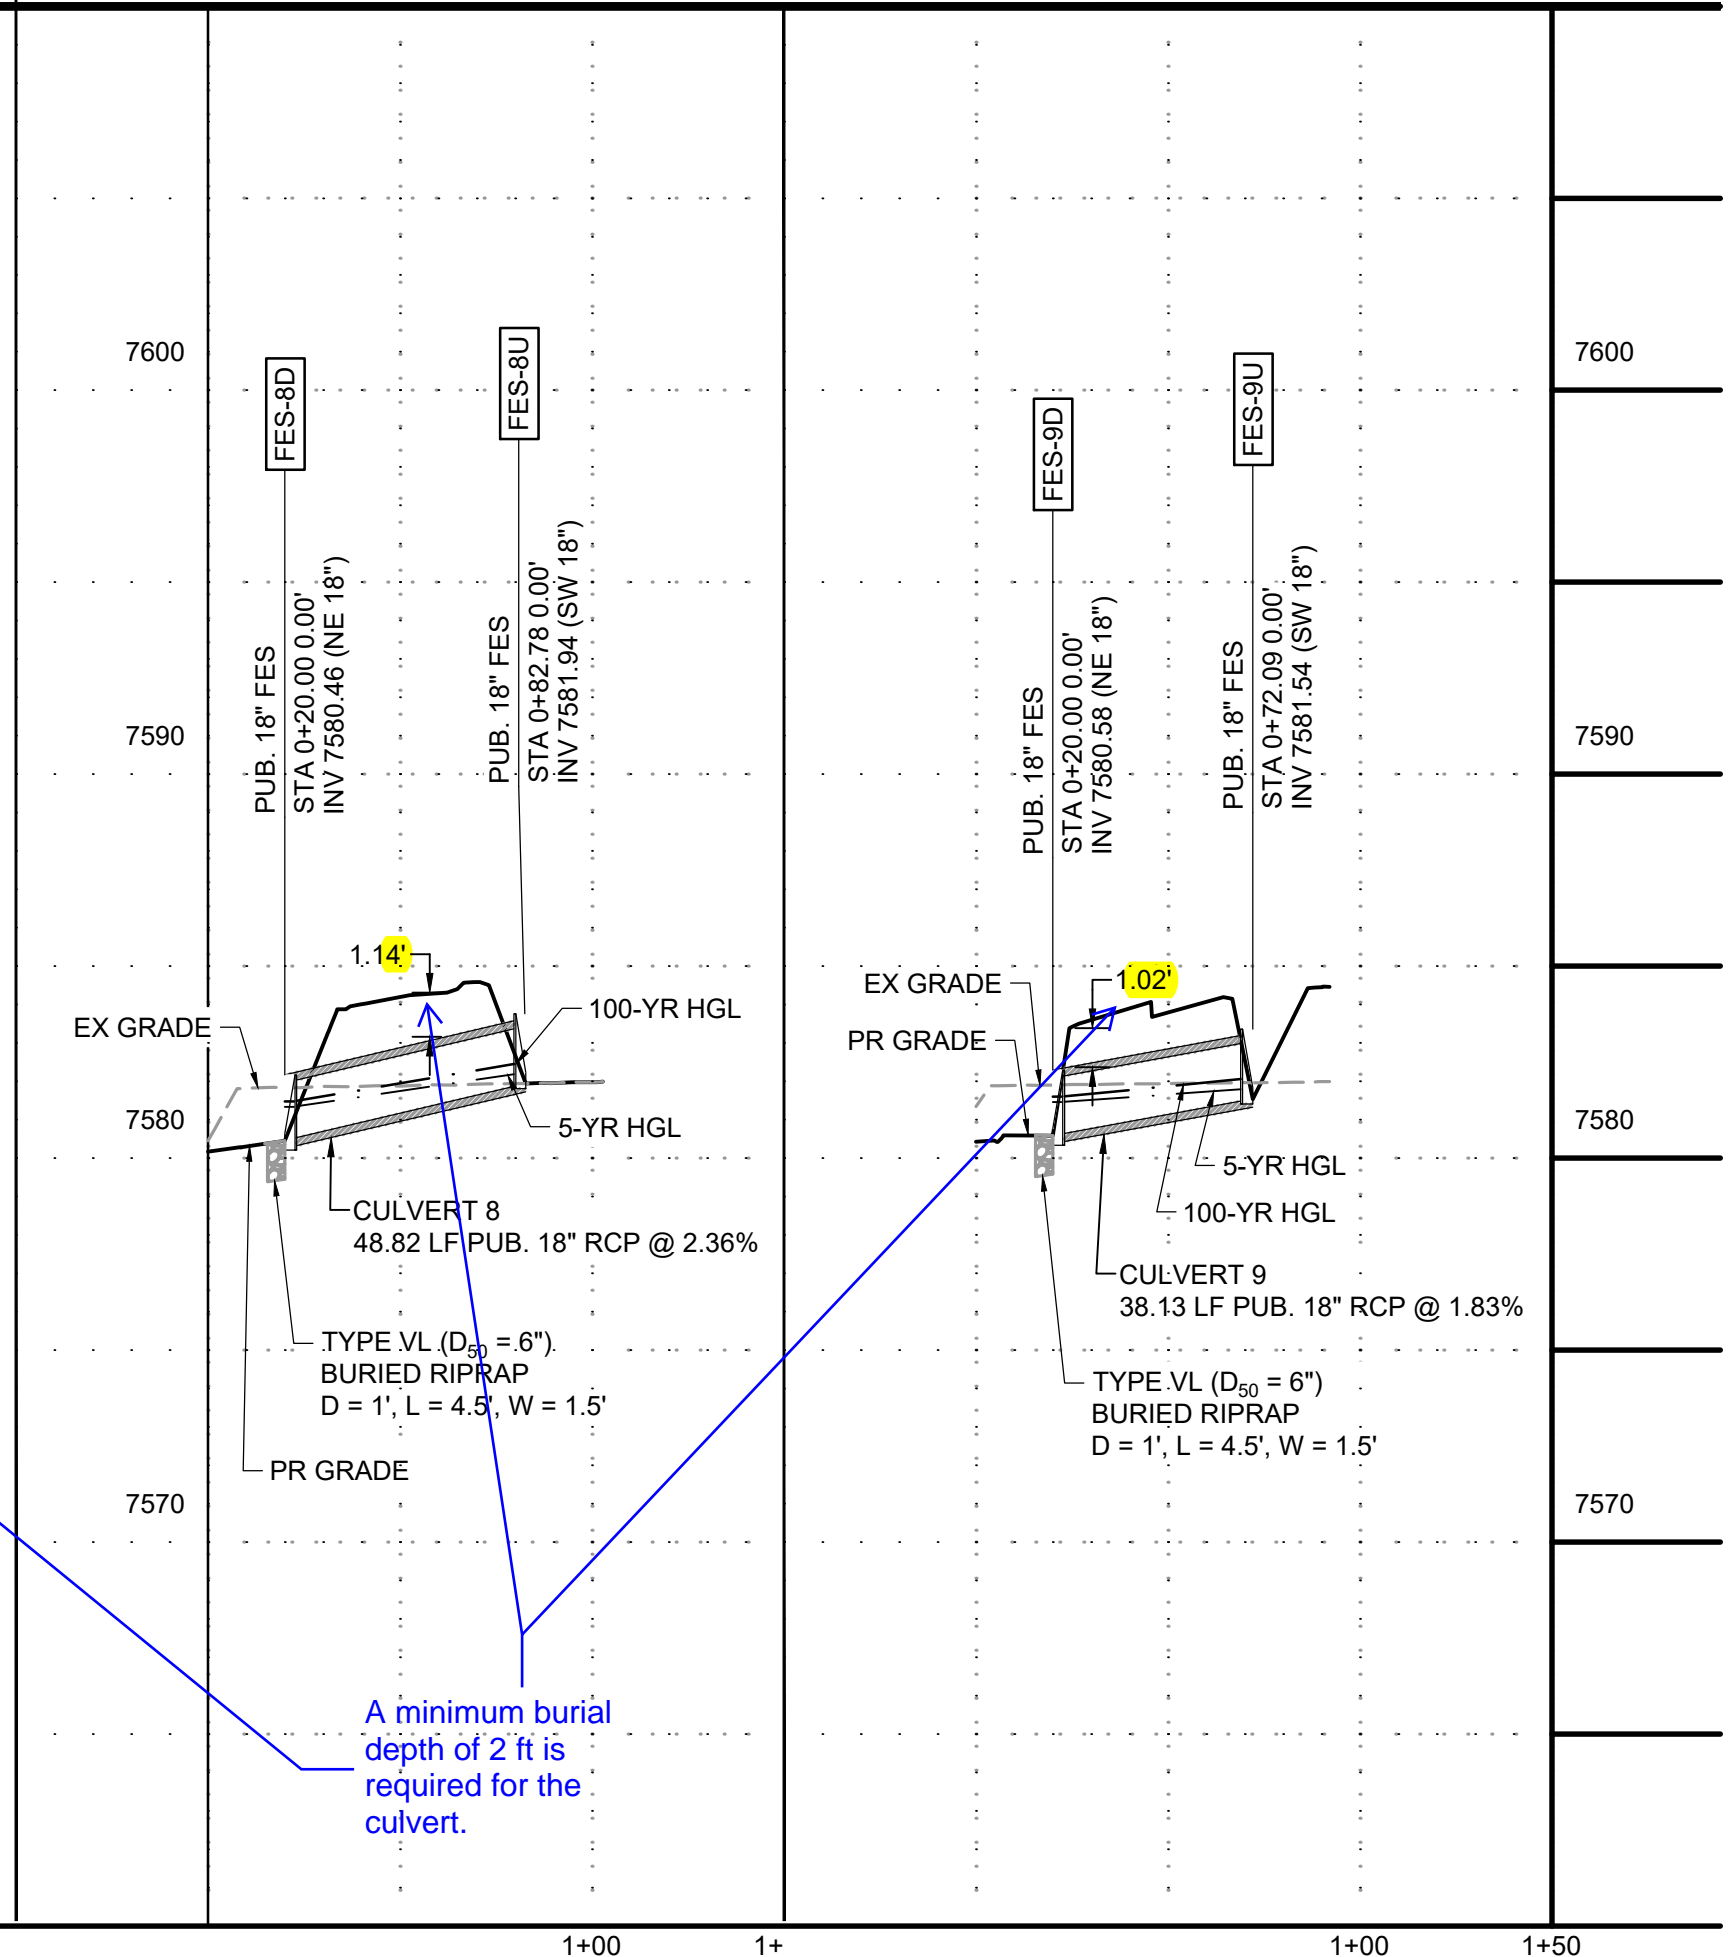 7600
7590
7580
7570
FES-8D
PUB. 18" FES
STA 0+20.00 0.00'
INV 7580.46 (NE 18")
FES-8U
PUB. 18" FES
STA 0+82.78 0.00'
INV 7581.94 (SW 18")
1.14'
EX GRADE
100-YR HGL
5-YR HGL
CULVERT 8
48.82 LF PUB. 18" RCP @ 2.36%
TYPE VL (D50 = 6")
BURIED RIPRAP
D = 1', L = 4.5', W = 1.5'
PR GRADE
FES-9D
PUB. 18" FES
STA 0+20.00 0.00'
INV 7580.58 (NE 18")
FES-9U
PUB. 18" FES
STA 0+72.09 0.00'
INV 7581.54 (SW 18")
1.02'
EX GRADE
PR GRADE
5-YR HGL
100-YR HGL
CULVERT 9
38.13 LF PUB. 18" RCP @ 1.83%
TYPE VL (D50 = 6")
BURIED RIPRAP
D = 1', L = 4.5', W = 1.5'
7600
7590
7580
7570
A minimum burial
depth of 2 ft is
required for the
culvert.
1+00
1+
1+00
1+50